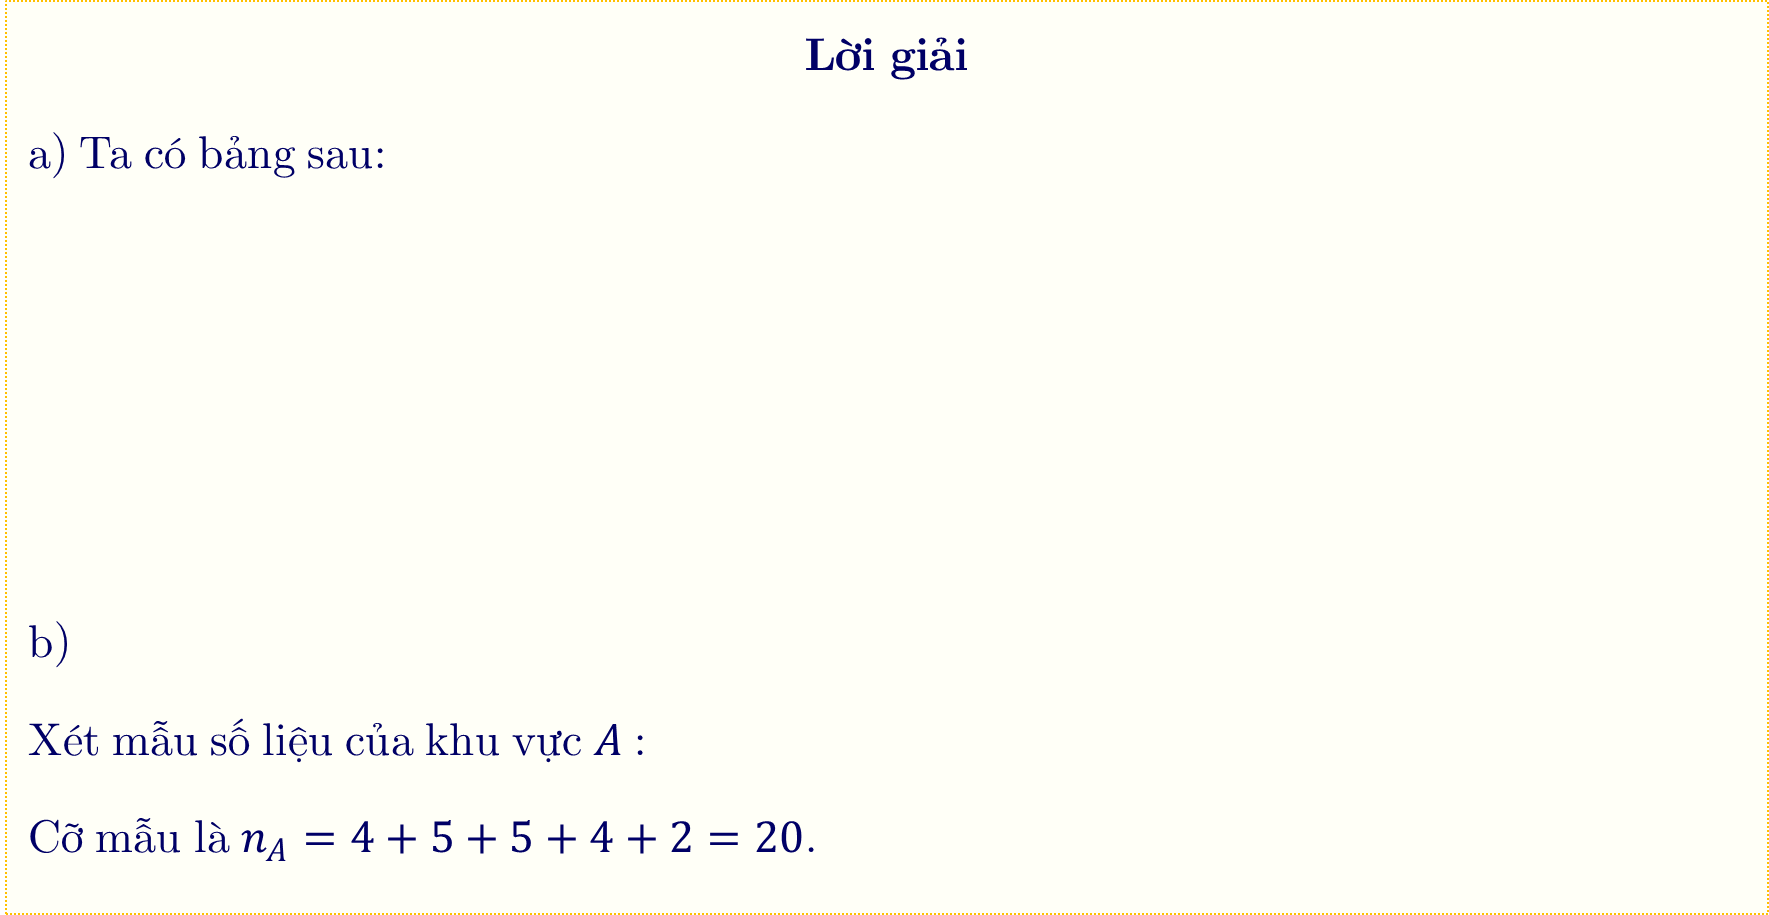 Lời giải
a) Ta có bảng sau:
b)
Xét mẫu số liệu của khu vực A :
Cỡ mẫu là n_A = 4 + 5 + 5 + 4 + 2 = 20.